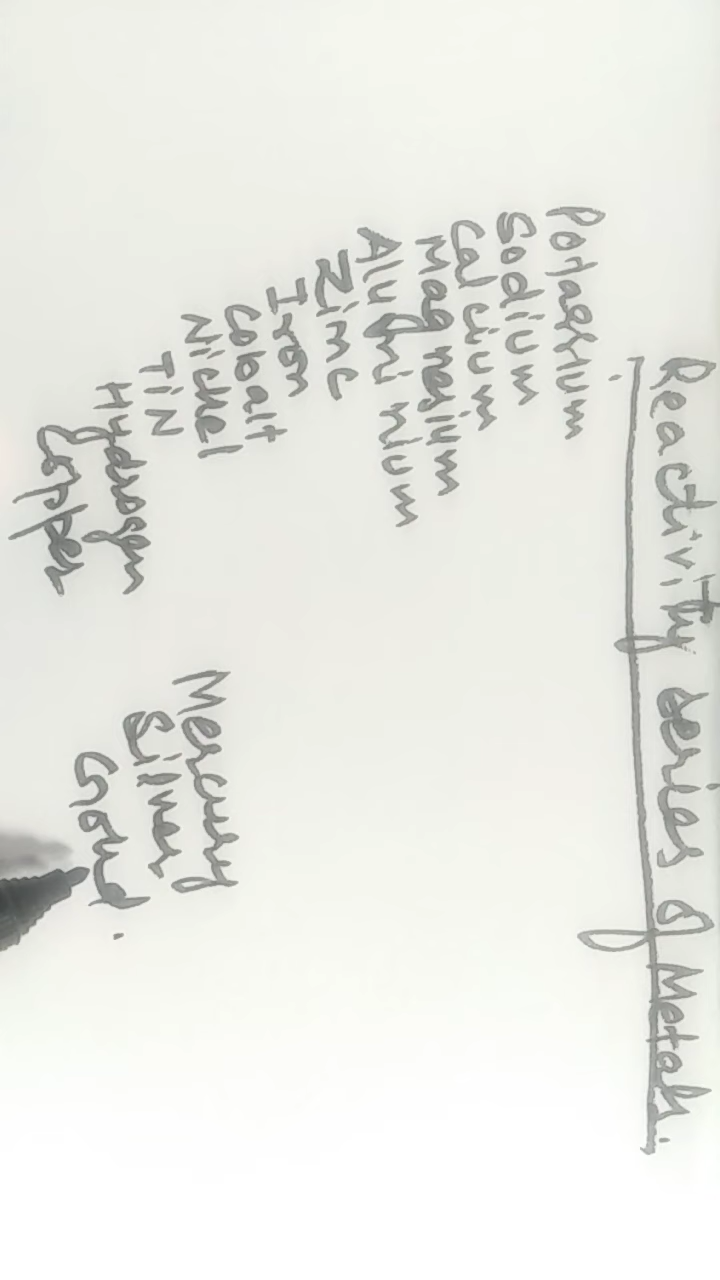 Reactivity series of Metals.
Potassium
Sodium
Calcium
Magnesium
Aluminium
Zinc
Iron
Cobalt
Nickel
TiN
Hydrogen
Copper
Mercury
Silver
Gold.